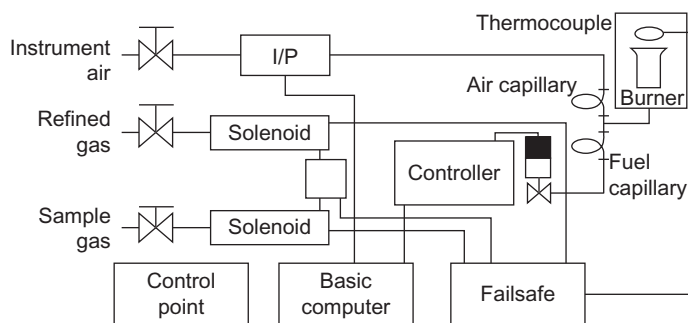 Thermocouple
Instrument
air
I/P
Air capillary
Burner
Refined
gas
Solenoid
Controller
Fuel
capillary
Sample
gas
Solenoid
Control
point
Basic
computer
Failsafe